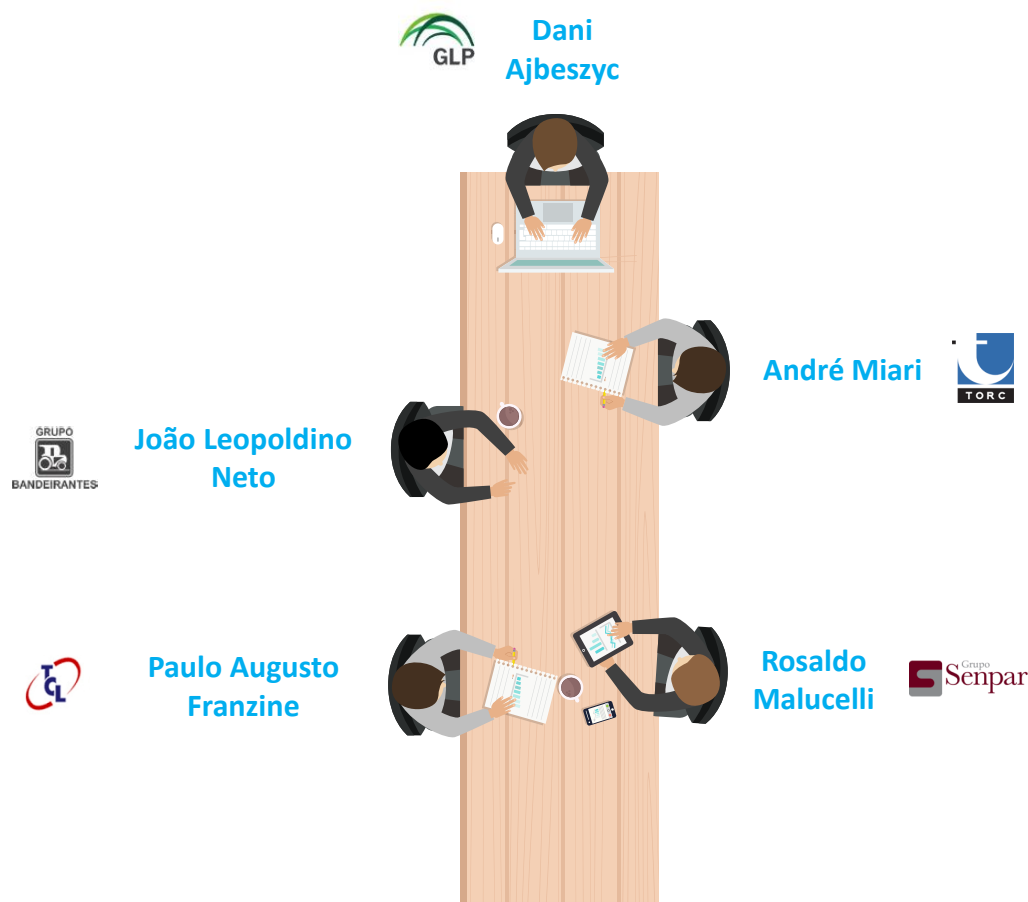 GLP
Dani
Ajbeszyc
André Miari
TORC
GRUPO
BANDEIRANTES
João Leopoldino
Neto
TCL
Paulo Augusto
Franzine
Rosaldo
Malucelli
Grupo
Senpar